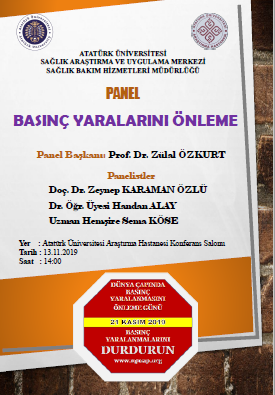 ATATÜRK ÜNİVERSİTESİ
SAĞLIK ARAŞTIRMA VE UYGULAMA MERKEZİ
SAĞLIK BAKIM HİZMETLERİ MÜDÜRLÜĞÜ
PANEL
BASINÇ YARALARINI ÖNLEME
Panel Başkanı: Prof. Dr. Zülal ÖZKURT
Panelistler
Doç. Dr. Zeynep KARAMAN ÖZLÜ
Dr. Öğr. Üyesi Handan ALAY
Uzman Hemşire Sema KÖSE
Yer : Atatürk Üniversitesi Araştırma Hastanesi Konferans Salonu
Tarih : 13.11.2019
Saat : 14:00
DÜNYA ÇAPINDA
BASINÇ
YARALANMASINI
ÖNLEME GÜNÜ
21 KASIM 2019
BASINÇ
YARALANMALARINI
DURDURUN